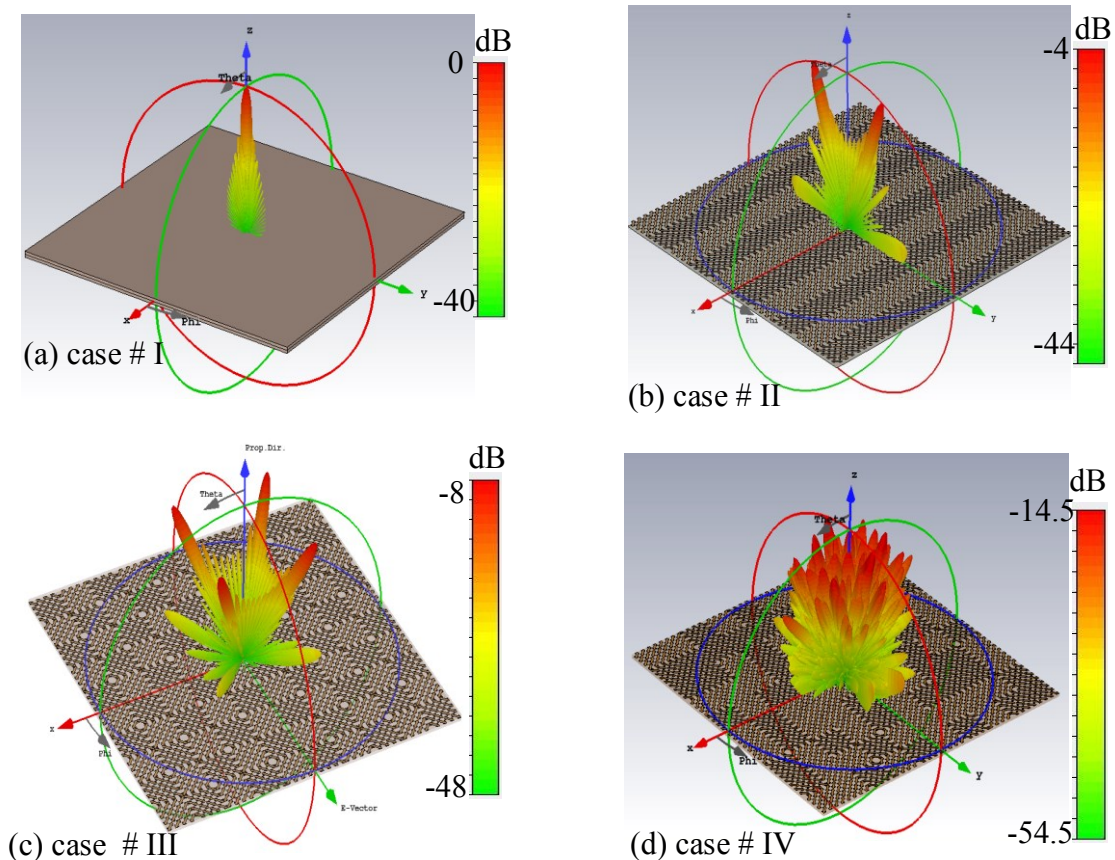 dB
0
z
Theta
Y
x
Phi
-40
(a) case # I
dB
-4
z
x
Phi
Y
-44
(b) case # II
dB
-8
Prop.Dir.
Theta
x
Phi
E-Vector
-48
(c) case # III
dB
-14.5
z
Theta
x
Phi
y
-54.5
(d) case # IV